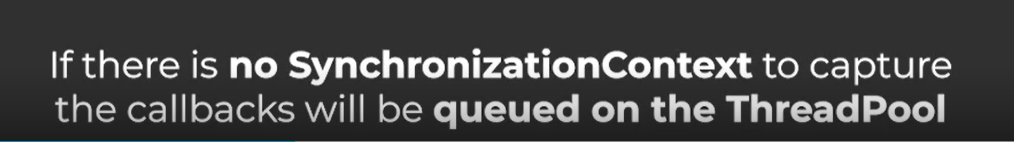 If there is no SynchronizationContext to capture
the callbacks will be queued on the ThreadPool